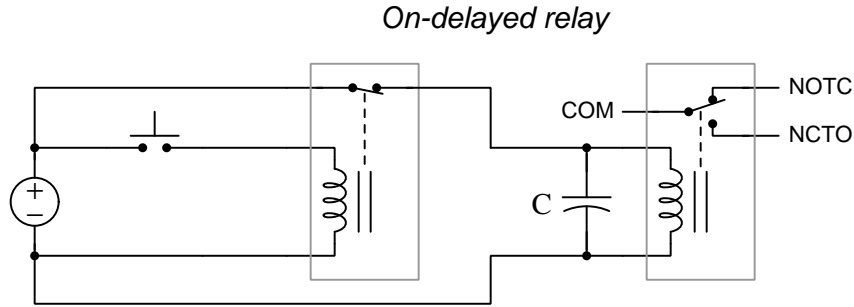 On-delayed relay
NOTC
COM
NCTO
+
−
C